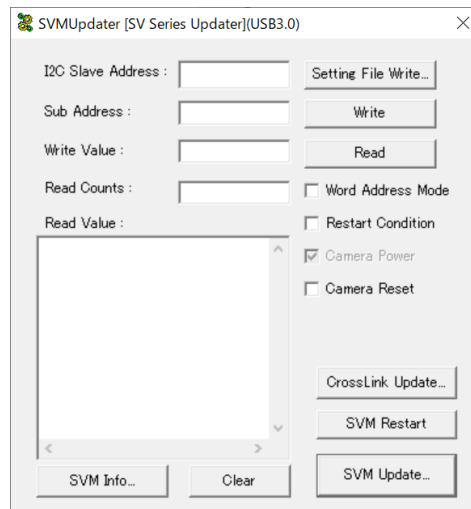 SVMUpdater [SV Series Updater](USB3.0)
I2C Slave Address :
Setting File Write...
Sub Address :
Write
Write Value :
Read
Read Counts :
Word Address Mode
Read Value :
Restart Condition
Camera Power
Camera Reset
CrossLink Update...
SVM Restart
SVM Info...
Clear
SVM Update...